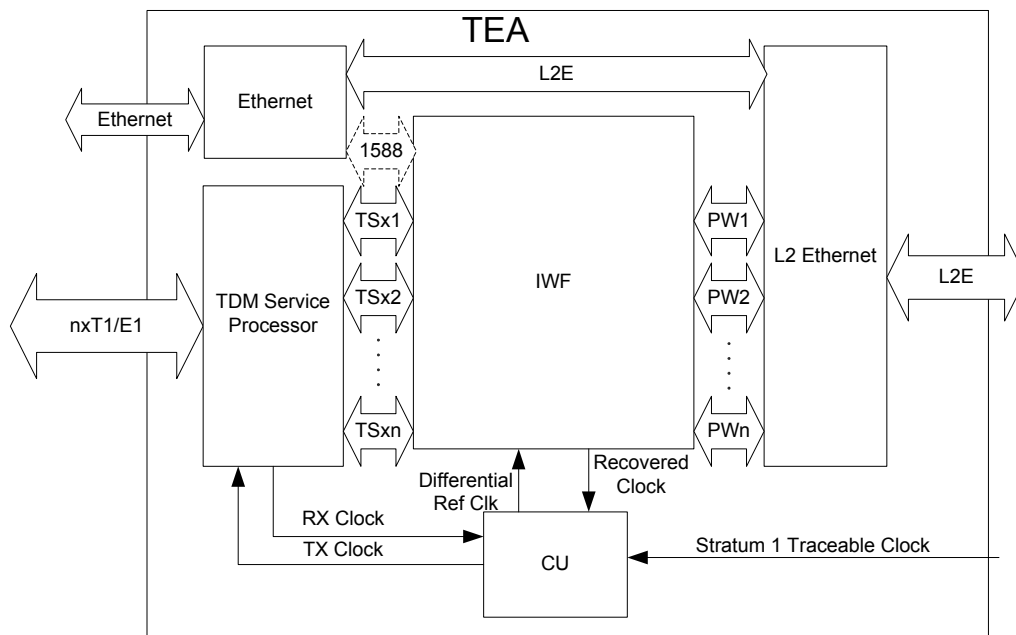 TEA
L2E
Ethernet
Ethernet
1588
TSx1
PW1
L2 Ethernet
L2E
IWF
TDM Service
Processor
TSx2
PW2
nxT1/E1
TSxn
PWn
Differential
Ref Clk
Recovered
Clock
RX Clock
TX Clock
CU
Stratum 1 Traceable Clock